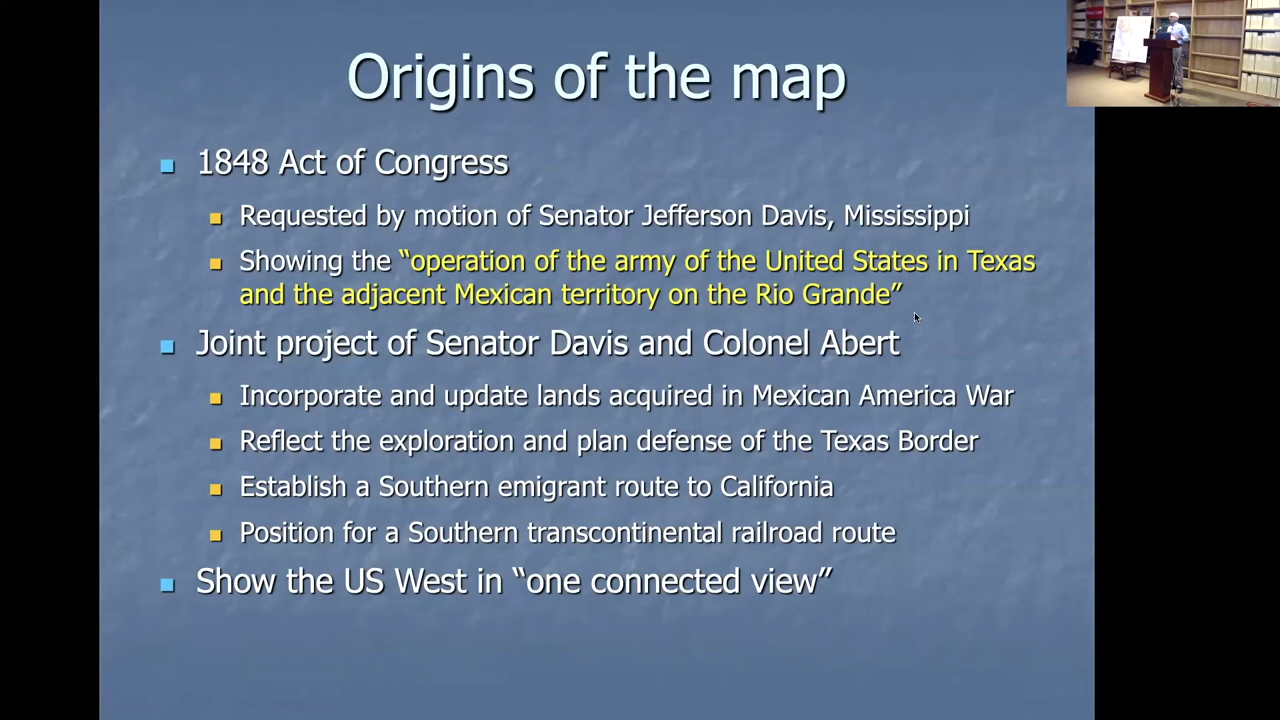 Origins of the map
1848 Act of Congress
Requested by motion of Senator Jefferson Davis, Mississippi
Showing the “operation of the army of the United States in Texas
and the adjacent Mexican territory on the Rio Grande”
Joint project of Senator Davis and Colonel Abert
Incorporate and update lands acquired in Mexican America War
Reflect the exploration and plan defense of the Texas Border
Establish a Southern emigrant route to California
Position for a Southern transcontinental railroad route
Show the US West in “one connected view”